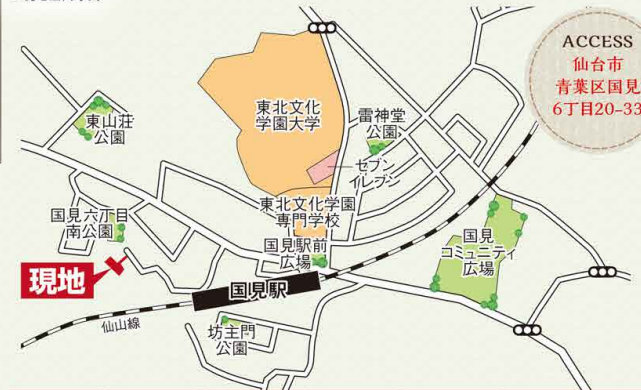 ACCESS
仙台市
青葉区国見
6丁目20-33
東北文化
学園大学
雷神堂
公園
東山荘
公園
セブン
イレブン
東北文化学園
専門学校
国見六丁目
南公園
国見駅前
広場
国見
コミュニティ
広場
現地
国見駅
仙山線
坊主門
公園